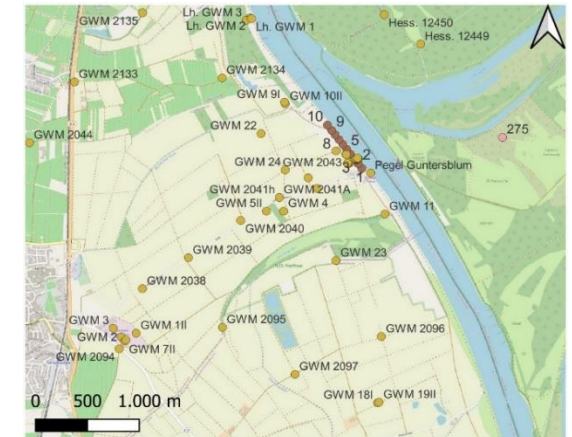 GWM 2135
Lh. GWM 3
Lh. GWM 2
Lh. GWM 1
Hess. 12450
Hess. 12449
GWM 2133
GWM 2134
GWM 9I
GWM 10II
10
9
GWM 22
5
275
GWM 2044
8
2
GWM 24
GWM 2043
3
Pegel Guntersblum
1
GWM 2041h
GWM 2041A
GWM 5II
GWM 4
GWM 11
GWM 2040
GWM 2039
GWM 23
GWM 2038
GWM 3
GWM 1II
GWM 2095
GWM 2096
GWM 2
GWM 2094
GWM 7II
GWM 2097
GWM 18I
GWM 19II
0 500 1.000 m